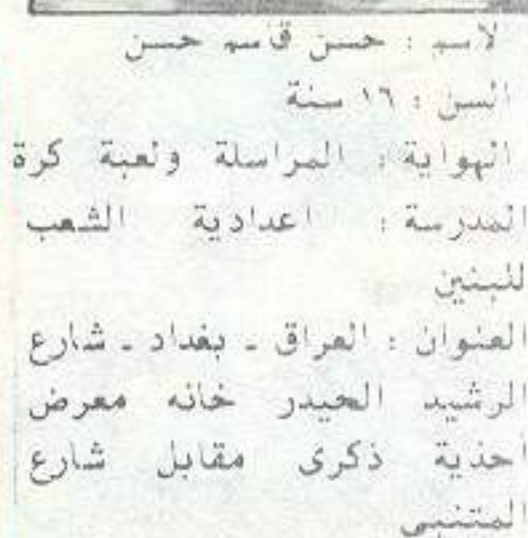 لاسم : حسن قاسم حسن
السن : ١٦ سنة
الهواية : المراسلة ولعبة كرة
المدرسة : اعدادية الشعب
للبنين
العنوان : العراق ـ بغداد ـ شارع
الرشيد الحيدر خانه معرض
احذية ذكرى مقابل شارع
المتنبي